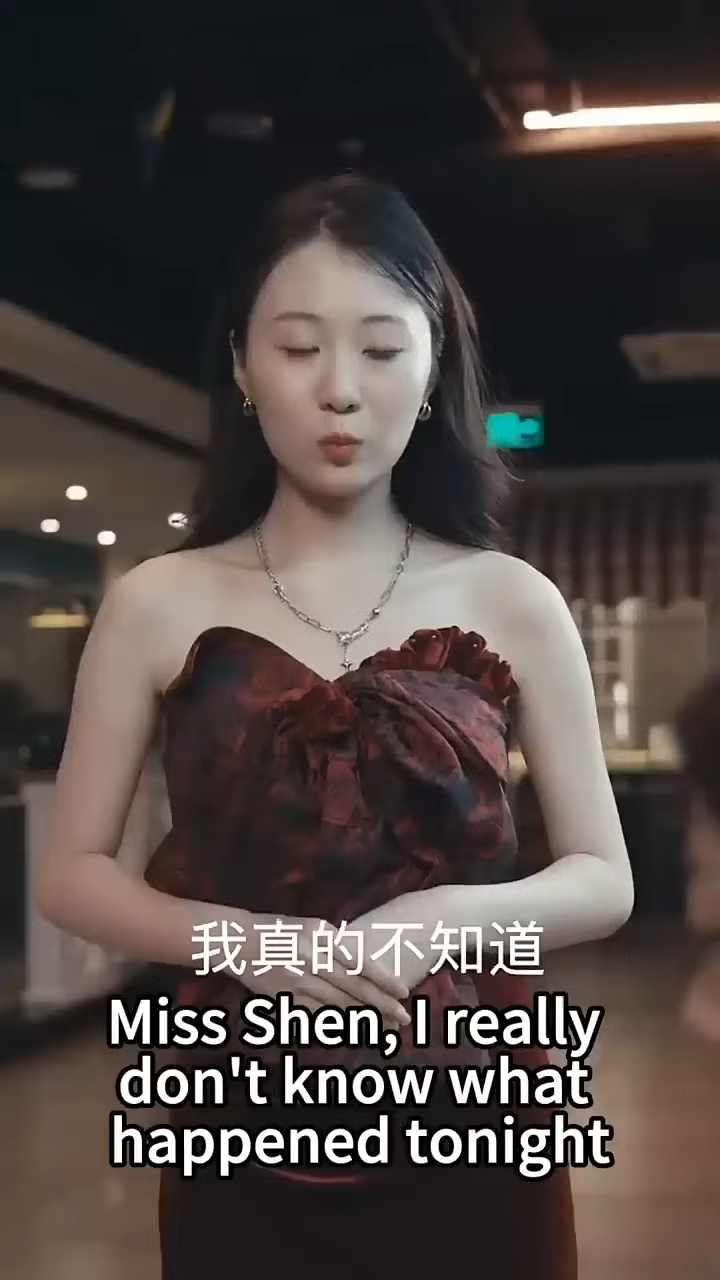 我真的不知道
Miss Shen, I really
don't know what
happened tonight